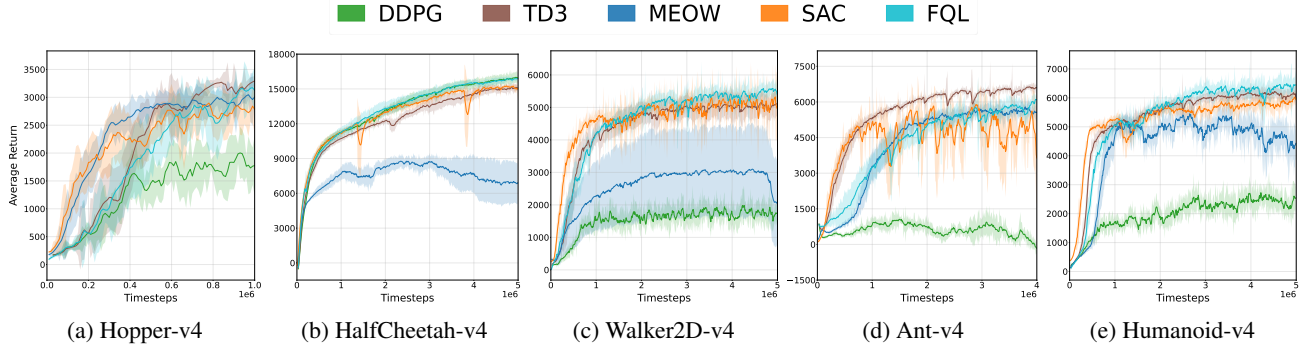 DDPG TD3 MEOW SAC FQL
Average Return
3500
3000
2500
2000
1500
1000
500
0
0.0 0.2 0.4 0.6 0.8 1.0
1e6
Timesteps
(a) Hopper-v4
18000
15000
12000
9000
6000
3000
0
0 1 2 3 4 5
1e6
Timesteps
(b) HalfCheetah-v4
6000
5000
4000
3000
2000
1000
0
0 1 2 3 4 5
1e6
Timesteps
(c) Walker2D-v4
7500
6000
4500
3000
1500
0
−1500
0 1 2 3 4
1e6
Timesteps
(d) Ant-v4
7000
6000
5000
4000
3000
2000
1000
0
0 1 2 3 4 5
1e6
Timesteps
(e) Humanoid-v4